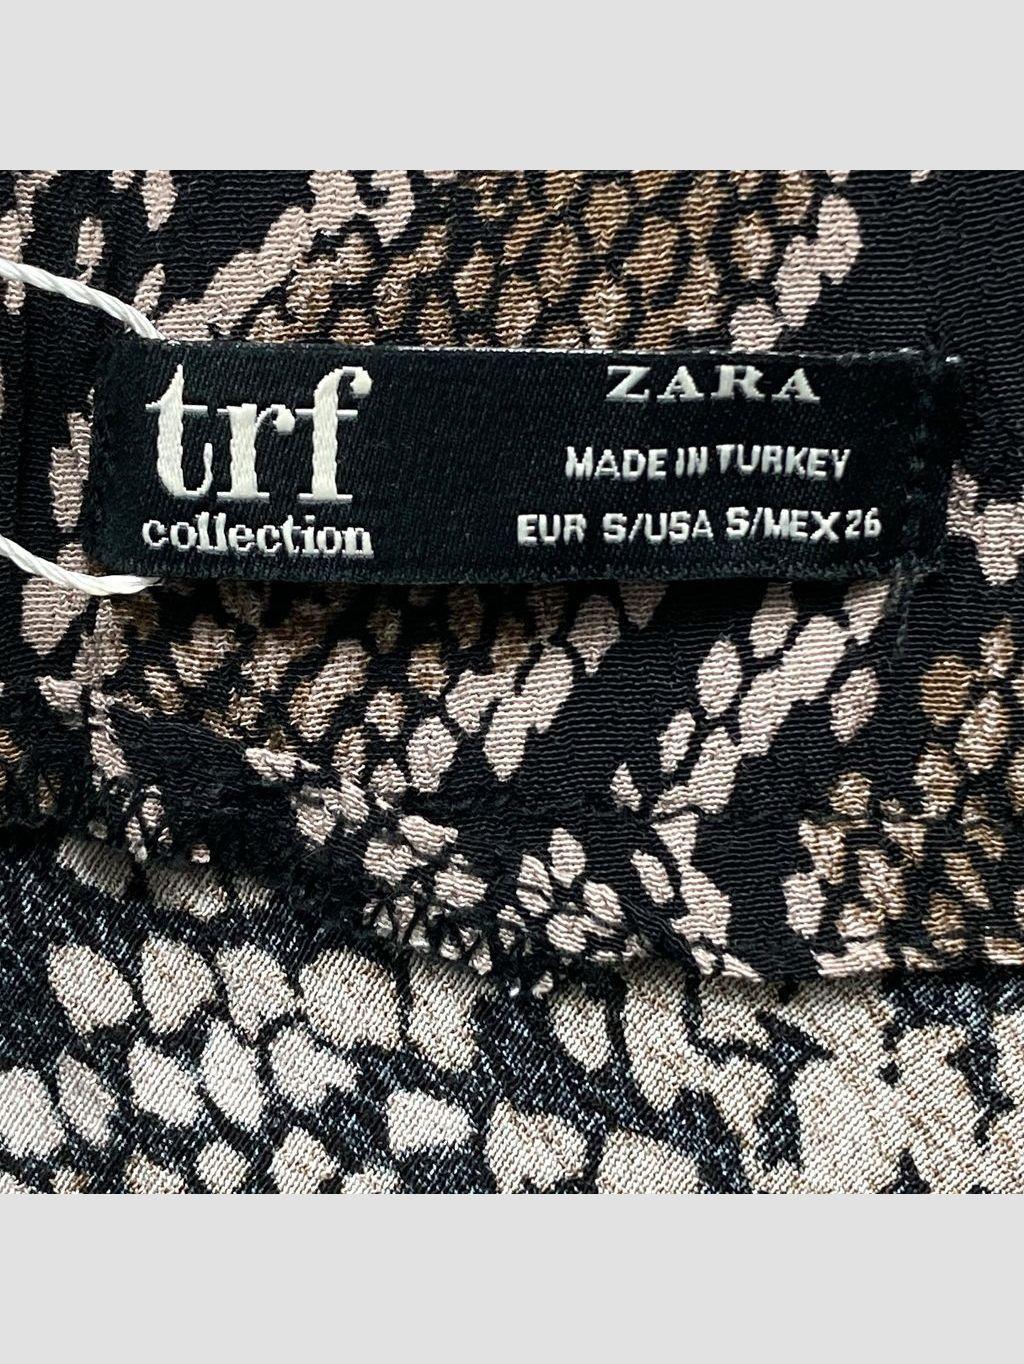 trf
collection
ZARA
MADE IN TURKEY
EUR S/USA S/MEX 26